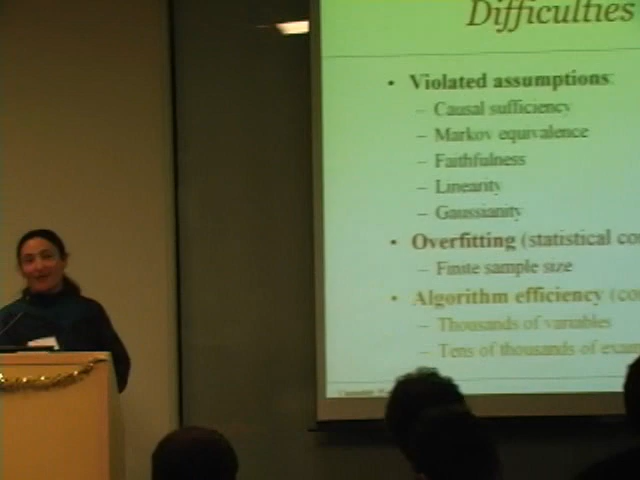 Difficulties
• Violated assumptions:
– Causal sufficiency
– Markov equivalence
– Faithfulness
– Linearity
– Gaussianity
• Overfitting (statistical co
– Finite sample size
• Algorithm efficiency (co
– Thousands of variables
– Tens of thousands of exa